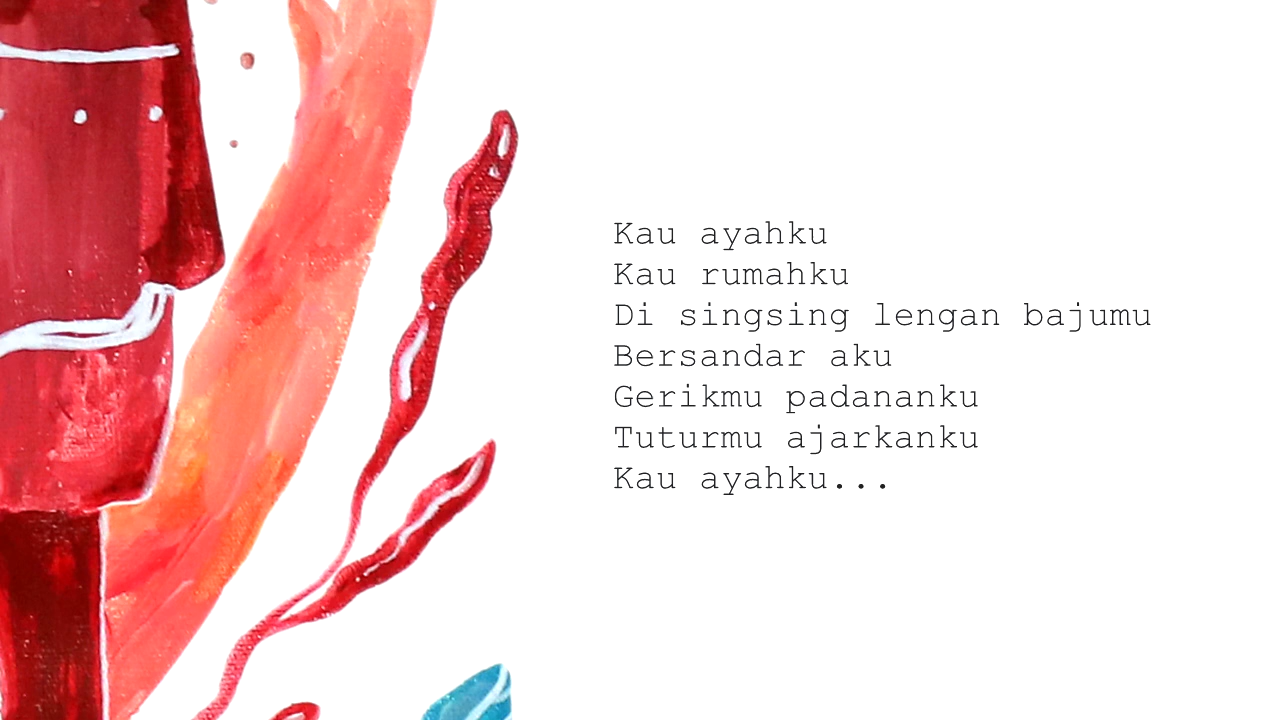 Kau ayahku
Kau rumahku
Di singsing lengan bajumu
Bersandar aku
Gerikmu padananku
Tuturmu ajarkanku
Kau ayahku...